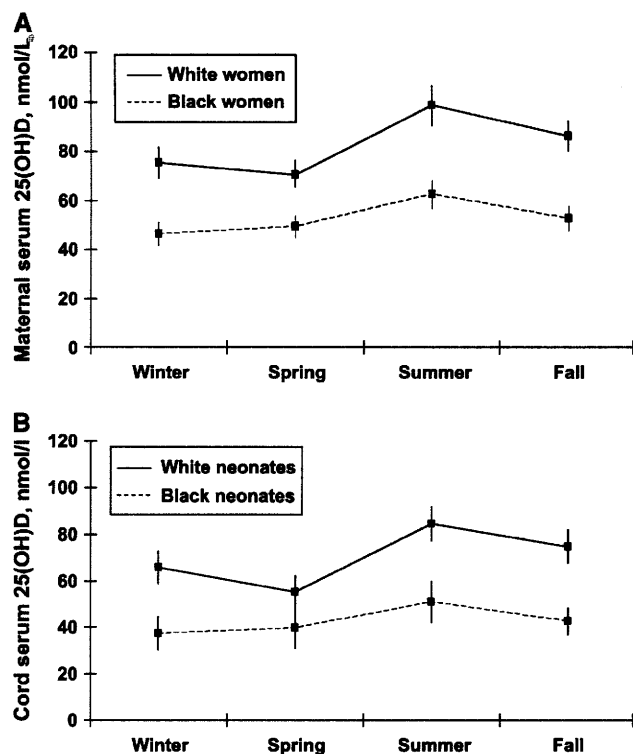 A
Maternal serum 25(OH)D, nmol/L
120
100
80
60
40
20
0
White women
Black women
Winter Spring Summer Fall
B
Cord serum 25(OH)D, nmol/l
120
100
80
60
40
20
0
White neonates
Black neonates
Winter Spring Summer Fall